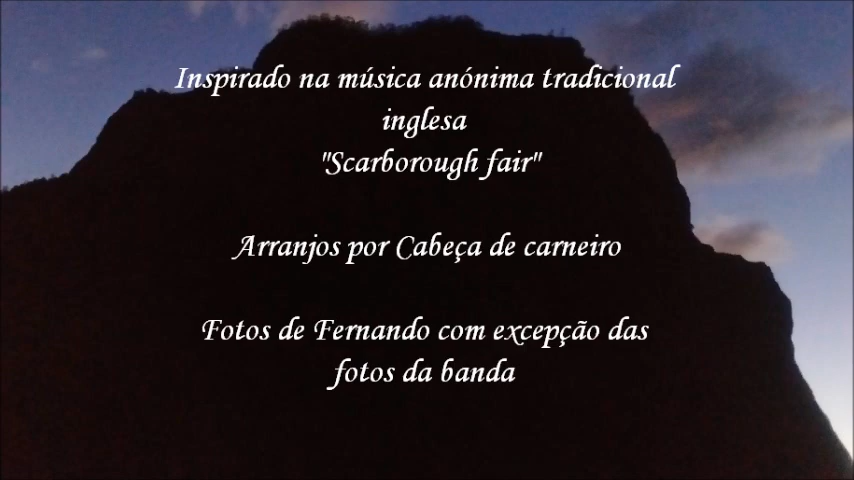 Inspirado na música anónima tradicional
inglesa
"Scarborough fair"
Arranjos por Cabeça de carneiro
Fotos de Fernando com excepção das
fotos da banda